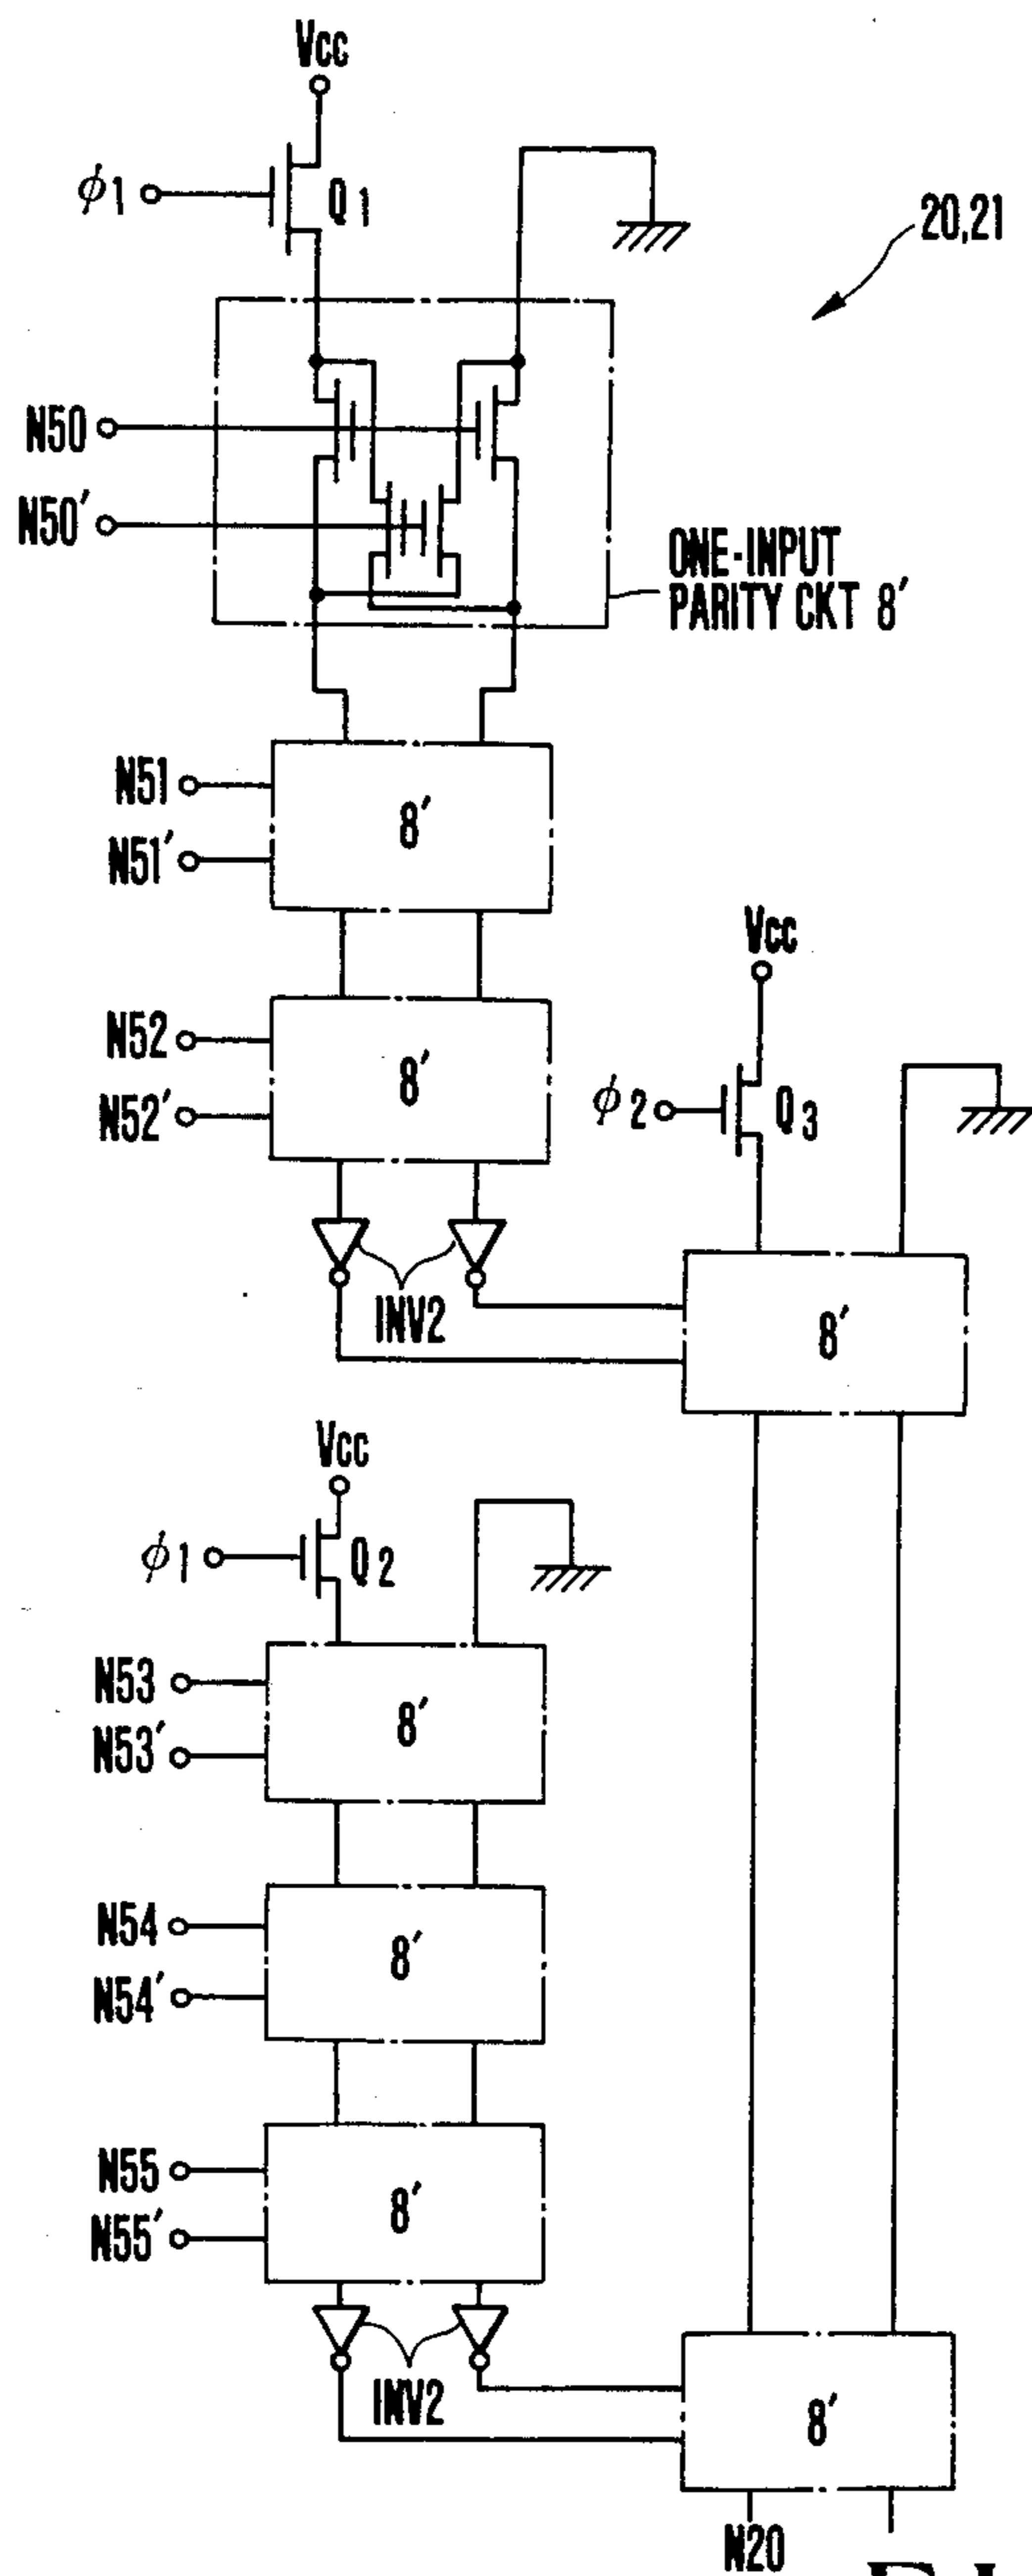 Vcc
φ1
Q1
20,21
N50
N50′
ONE-INPUT
PARITY CKT 8′
N51
N51′
8′
Vcc
N52
N52′
8′
φ2
Q3
INV2
8′
Vcc
φ1
Q2
N53
N53′
8′
N54
N54′
8′
N55
N55′
8′
INV2
8′
N20